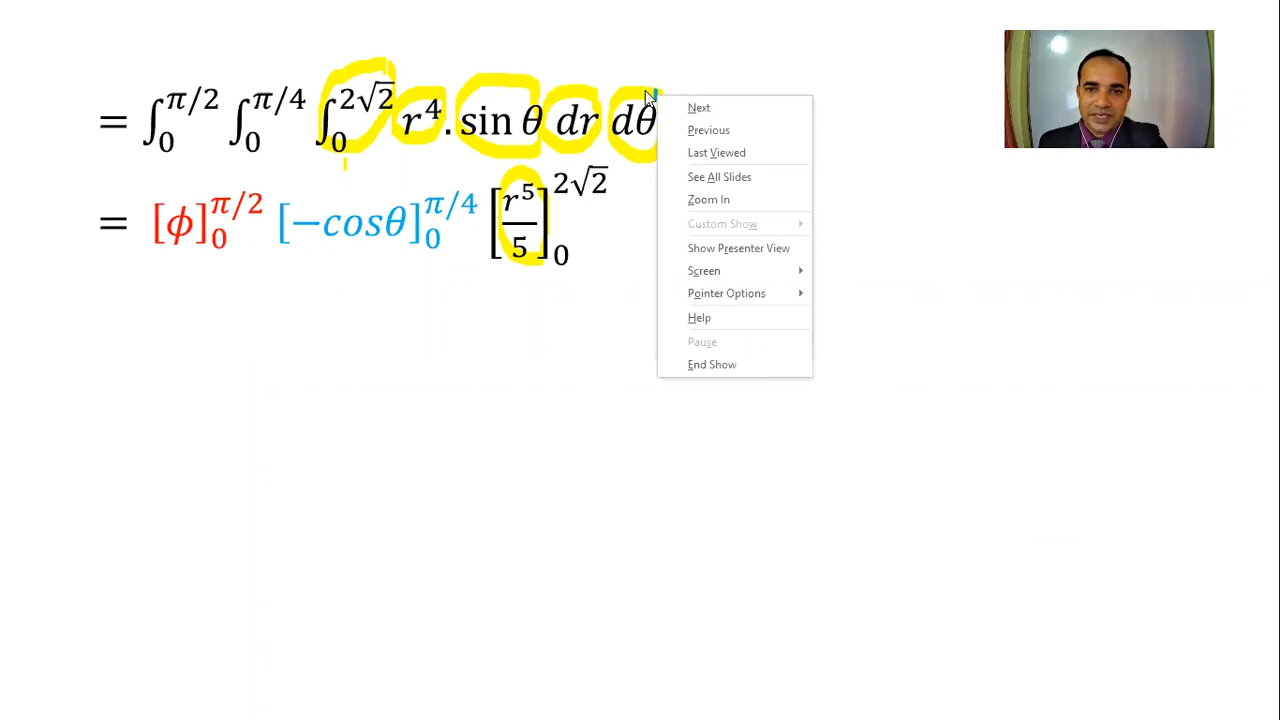 = ∫₀^{π/2} ∫₀^{π/4} ∫₀^{2√2} r⁴. sin θ dr dθ
= [ϕ]₀^{π/2} [−cosθ]₀^{π/4} [r⁵/5]₀^{2√2}
Next
Previous
Last Viewed
See All Slides
Zoom In
Custom Show
Show Presenter View
Screen
Pointer Options
Help
Pause
End Show